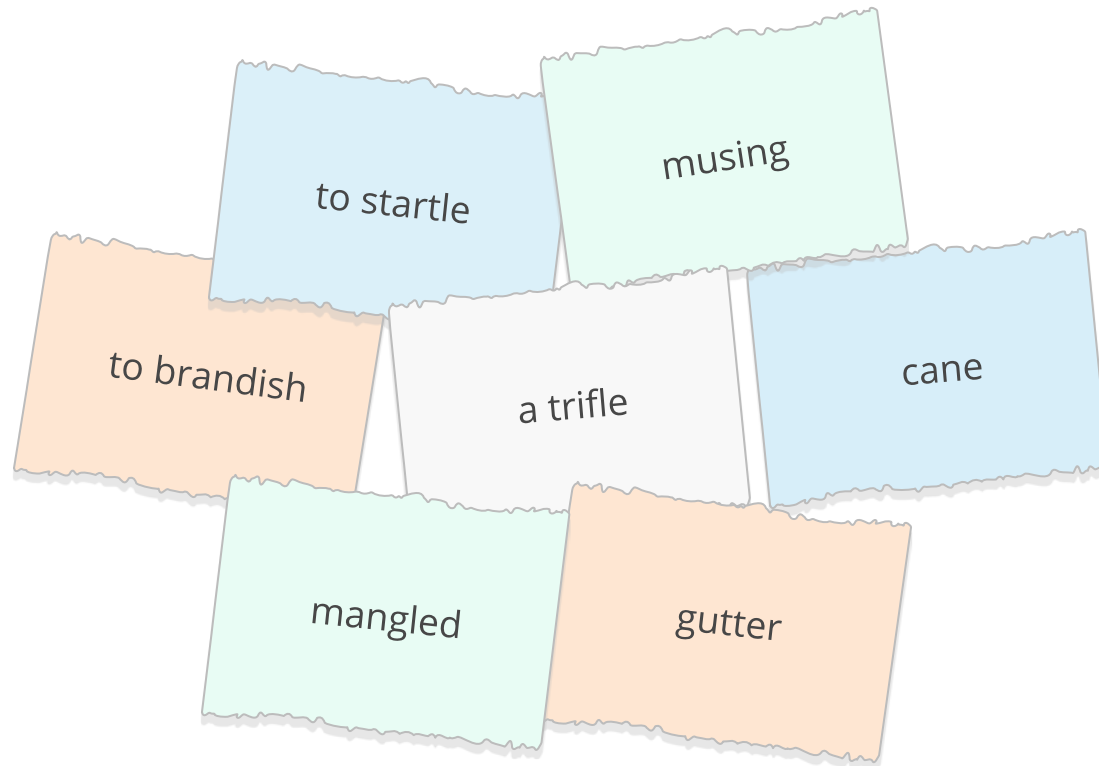 musing
to startle
to brandish
a trifle
cane
mangled
gutter